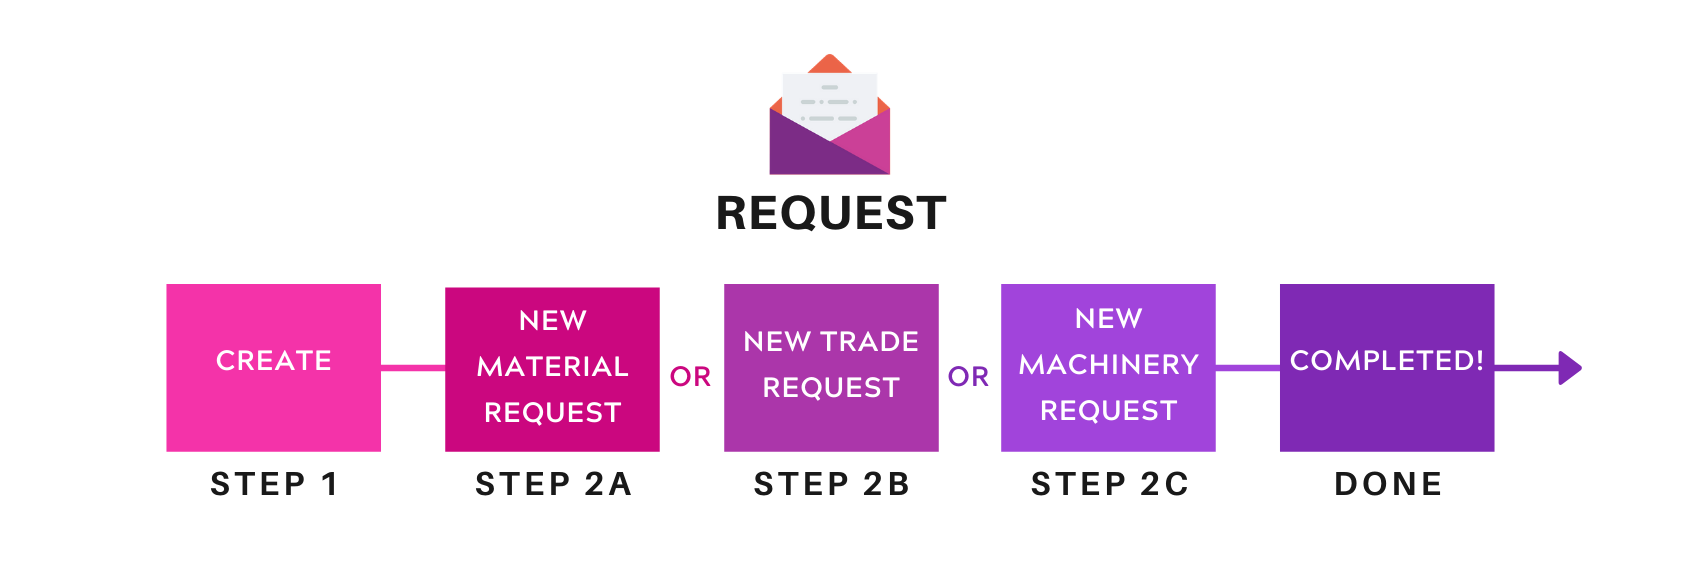 REQUEST
CREATE
NEW
MATERIAL
REQUEST
OR
NEW TRADE
REQUEST
OR
NEW
MACHINERY
REQUEST
COMPLETED!
STEP 1
STEP 2A
STEP 2B
STEP 2C
DONE